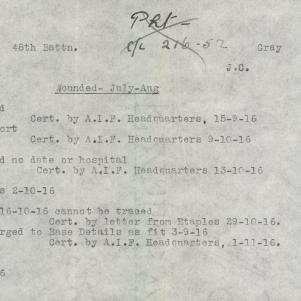 48th Battn.
Gray
J.C.
Wounded- July-Aug
d
Cert. by A.I.F. Headquarters, 15-9-16
ort
Cert. by A.I.F. Headquarters 9-10-16
d no date or hospital
Cert. by A.I.F. Headquarters 13-10-16
s 2-10-16
16-10-16 cannot be traced
Cert. by letter from Etaples 29-10-16.
rged to Base Details as fit 3-9-16
Cert. by A.I.F. Headquarters, 1-11-16.
6